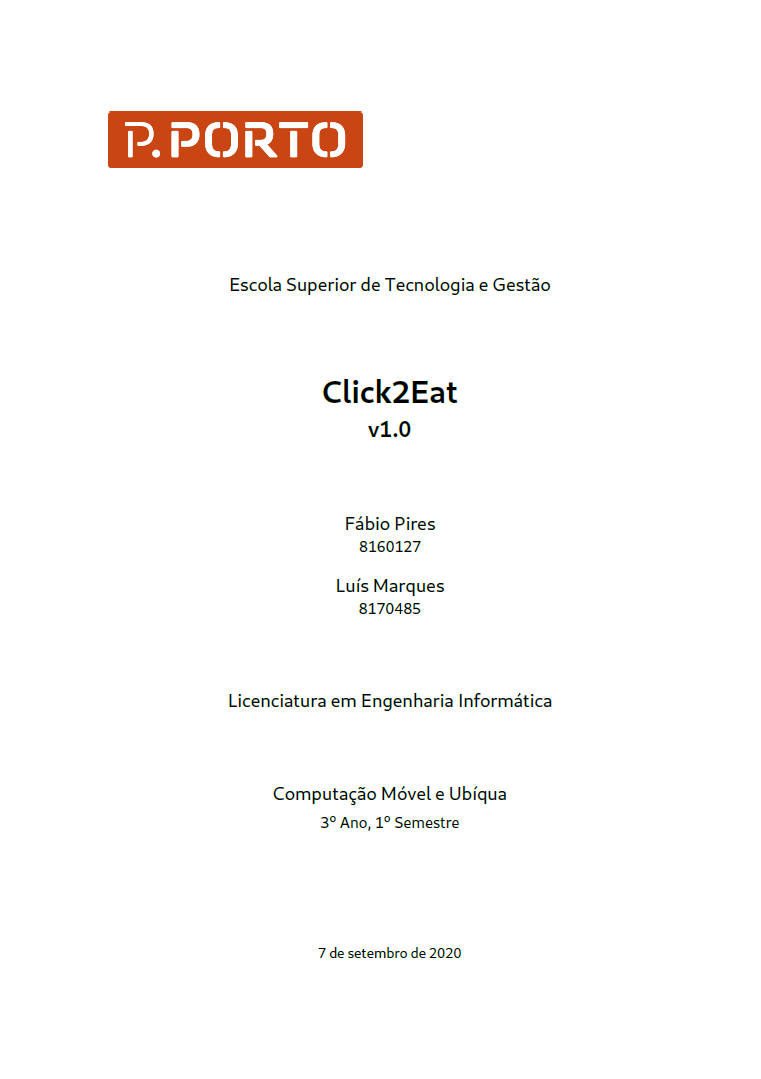 P.PORTO
Escola Superior de Tecnologia e Gestão
Click2Eat
v1.0
Fábio Pires
8160127
Luís Marques
8170485
Licenciatura em Engenharia Informática
Computação Móvel e Ubíqua
3º Ano, 1º Semestre
7 de setembro de 2020